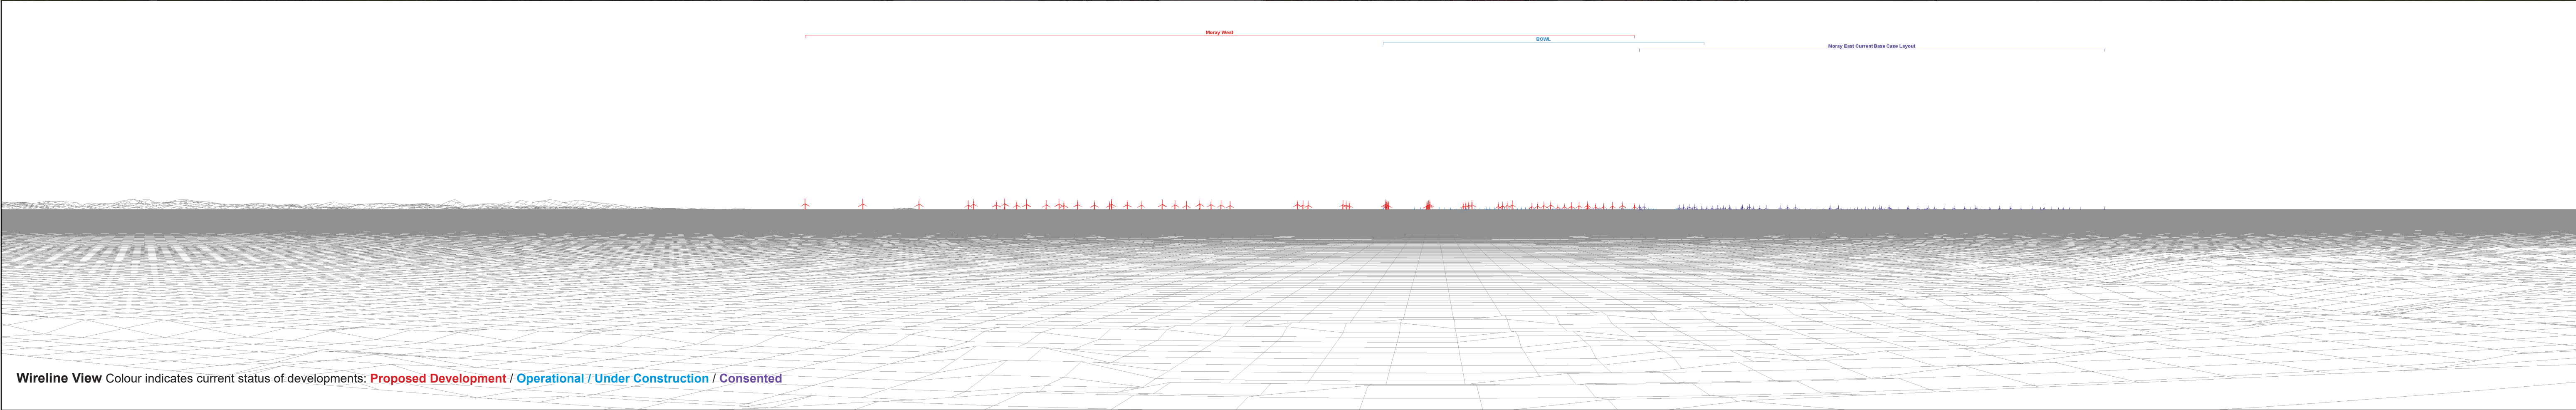 Moray West
BOWL
Moray East Current Base Case Layout
Wireline View Colour indicates current status of developments: Proposed Development / Operational / Under Construction / Consented